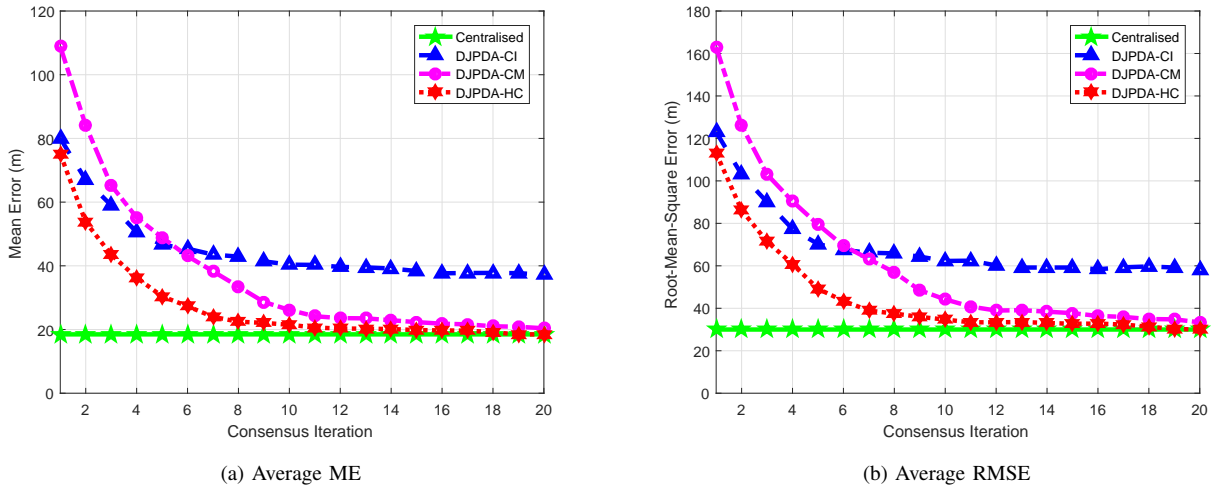 120
100
80
60
40
20
0
Mean Error (m)
2 4 6 8 10 12 14 16 18 20
Consensus Iteration
Centralised
DJPDA-CI
DJPDA-CM
DJPDA-HC
(a) Average ME
180
160
140
120
100
80
60
40
20
0
Root-Mean-Square Error (m)
2 4 6 8 10 12 14 16 18 20
Consensus Iteration
Centralised
DJPDA-CI
DJPDA-CM
DJPDA-HC
(b) Average RMSE